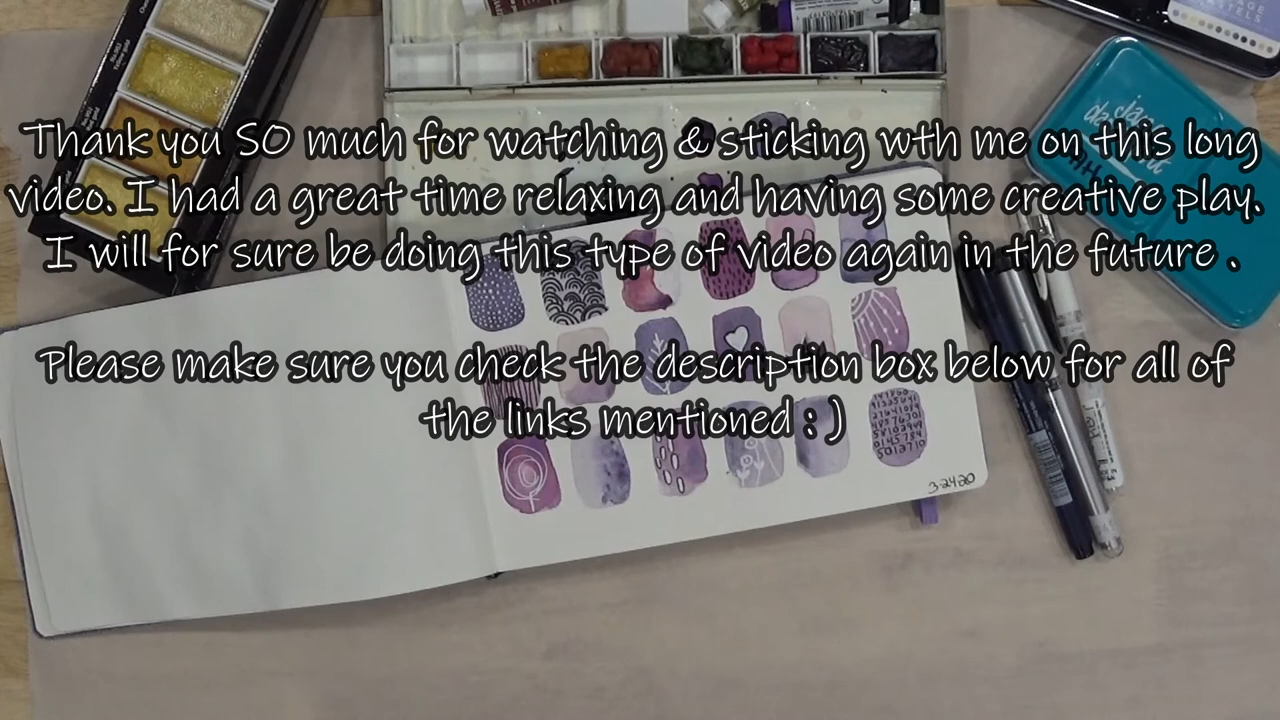 Thank you SO much for watching & sticking wth me on this long
video. I had a great time relaxing and having some creative play.
I will for sure be doing this type of video again in the future .
Please make sure you check the description box below for all of
the links mentioned : )
3-24-20